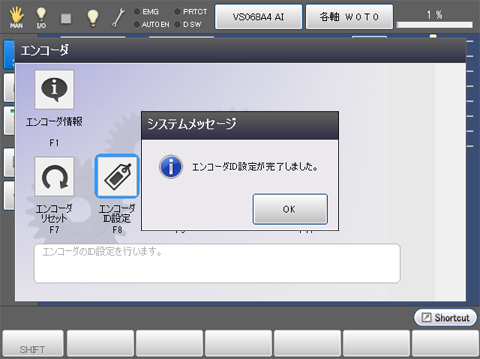 MAN
I/O
EMG
PRTCT
AUTO EN
D SW
VS068A4 AI
各軸 W0T0
1 %
エンコーダ
エンコーダ情報
F1
システムメッセージ
エンコーダID設定が完了しました。
OK
エンコーダ
リセット
F7
エンコーダ
ID設定
F8
エンコーダのID設定を行います。
Shortcut
SHIFT